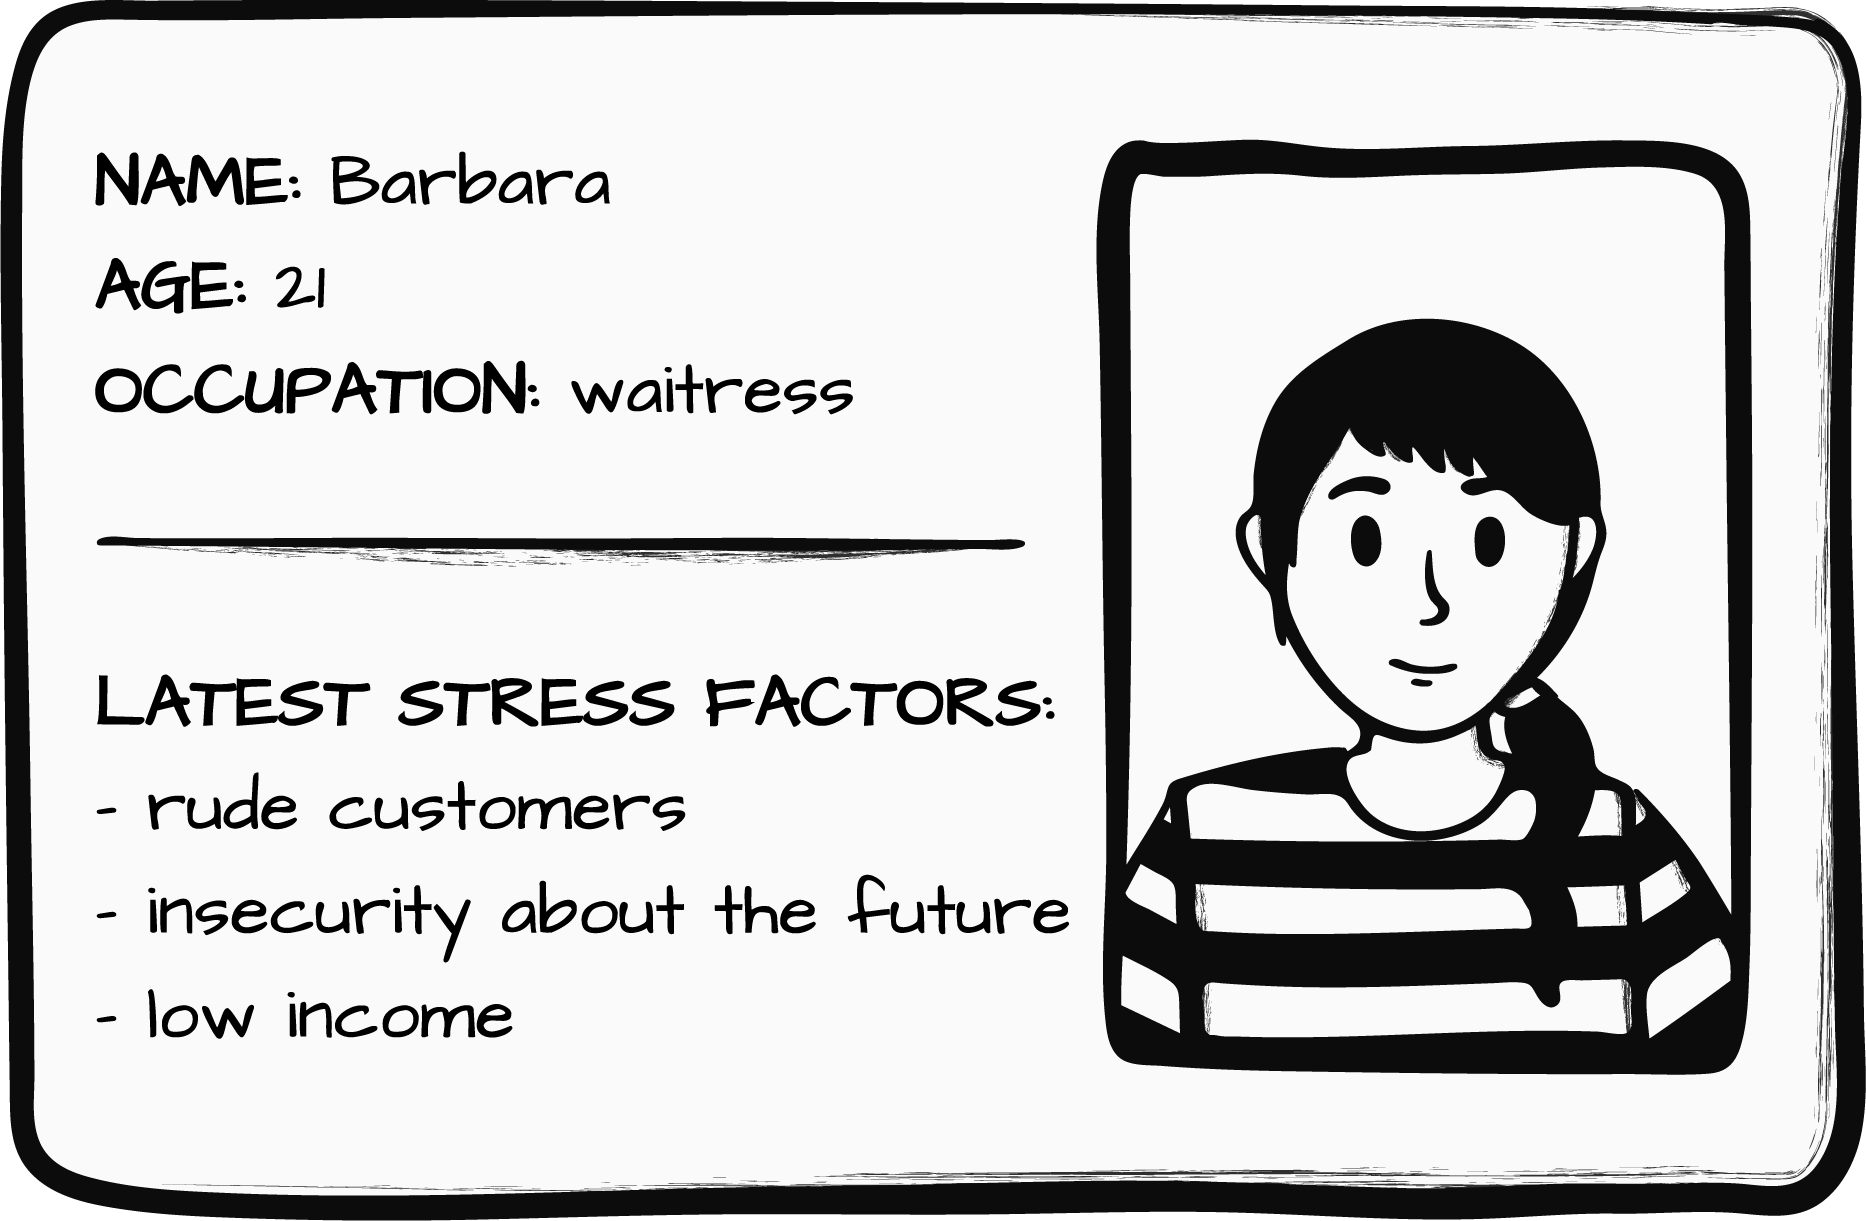 NAME: Barbara
AGE: 21
OCCUPATION: waitress
LATEST STRESS FACTORS:
- rude customers
- insecurity about the future
- low income